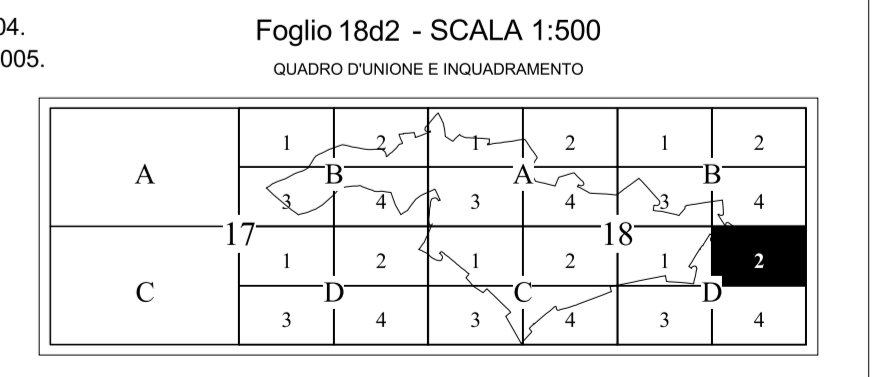 04.
005.
Foglio 18d2 - SCALA 1:500
QUADRO D'UNIONE E INQUADRAMENTO
1 2 1 2 1 2
A B A B
3 4 3 4 3 4
17 18
1 2 1 2 1 2
C D C D
3 4 3 4 3 4